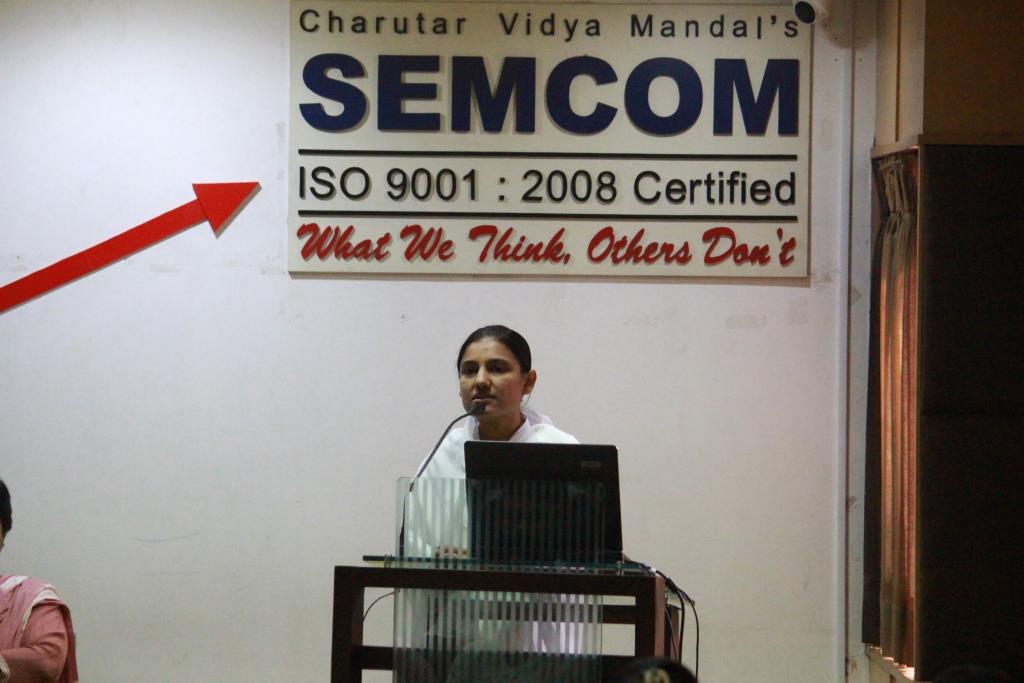 Charutar Vidya Mandal's
SEMCOM
ISO 9001 : 2008 Certified
What We Think, Others Don't